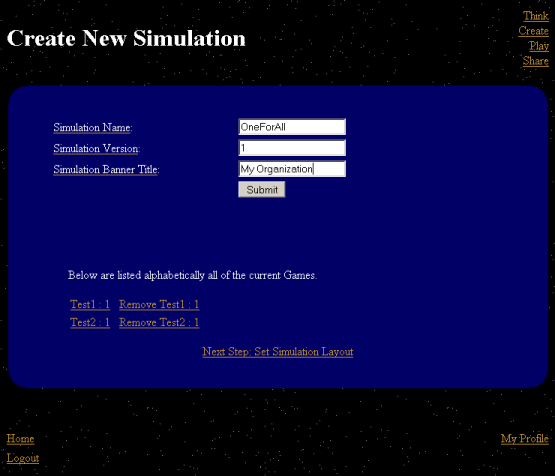 Think
Create New Simulation
Create
Play
Share
Simulation Name: OneForAll
Simulation Version: 1
Simulation Banner Title: My Organization
Submit
Below are listed alphabetically all of the current Games.
Test1 : 1 Remove Test1 : 1
Test2 : 1 Remove Test2 : 1
Next Step: Set Simulation Layout
Home My Profile
Logout